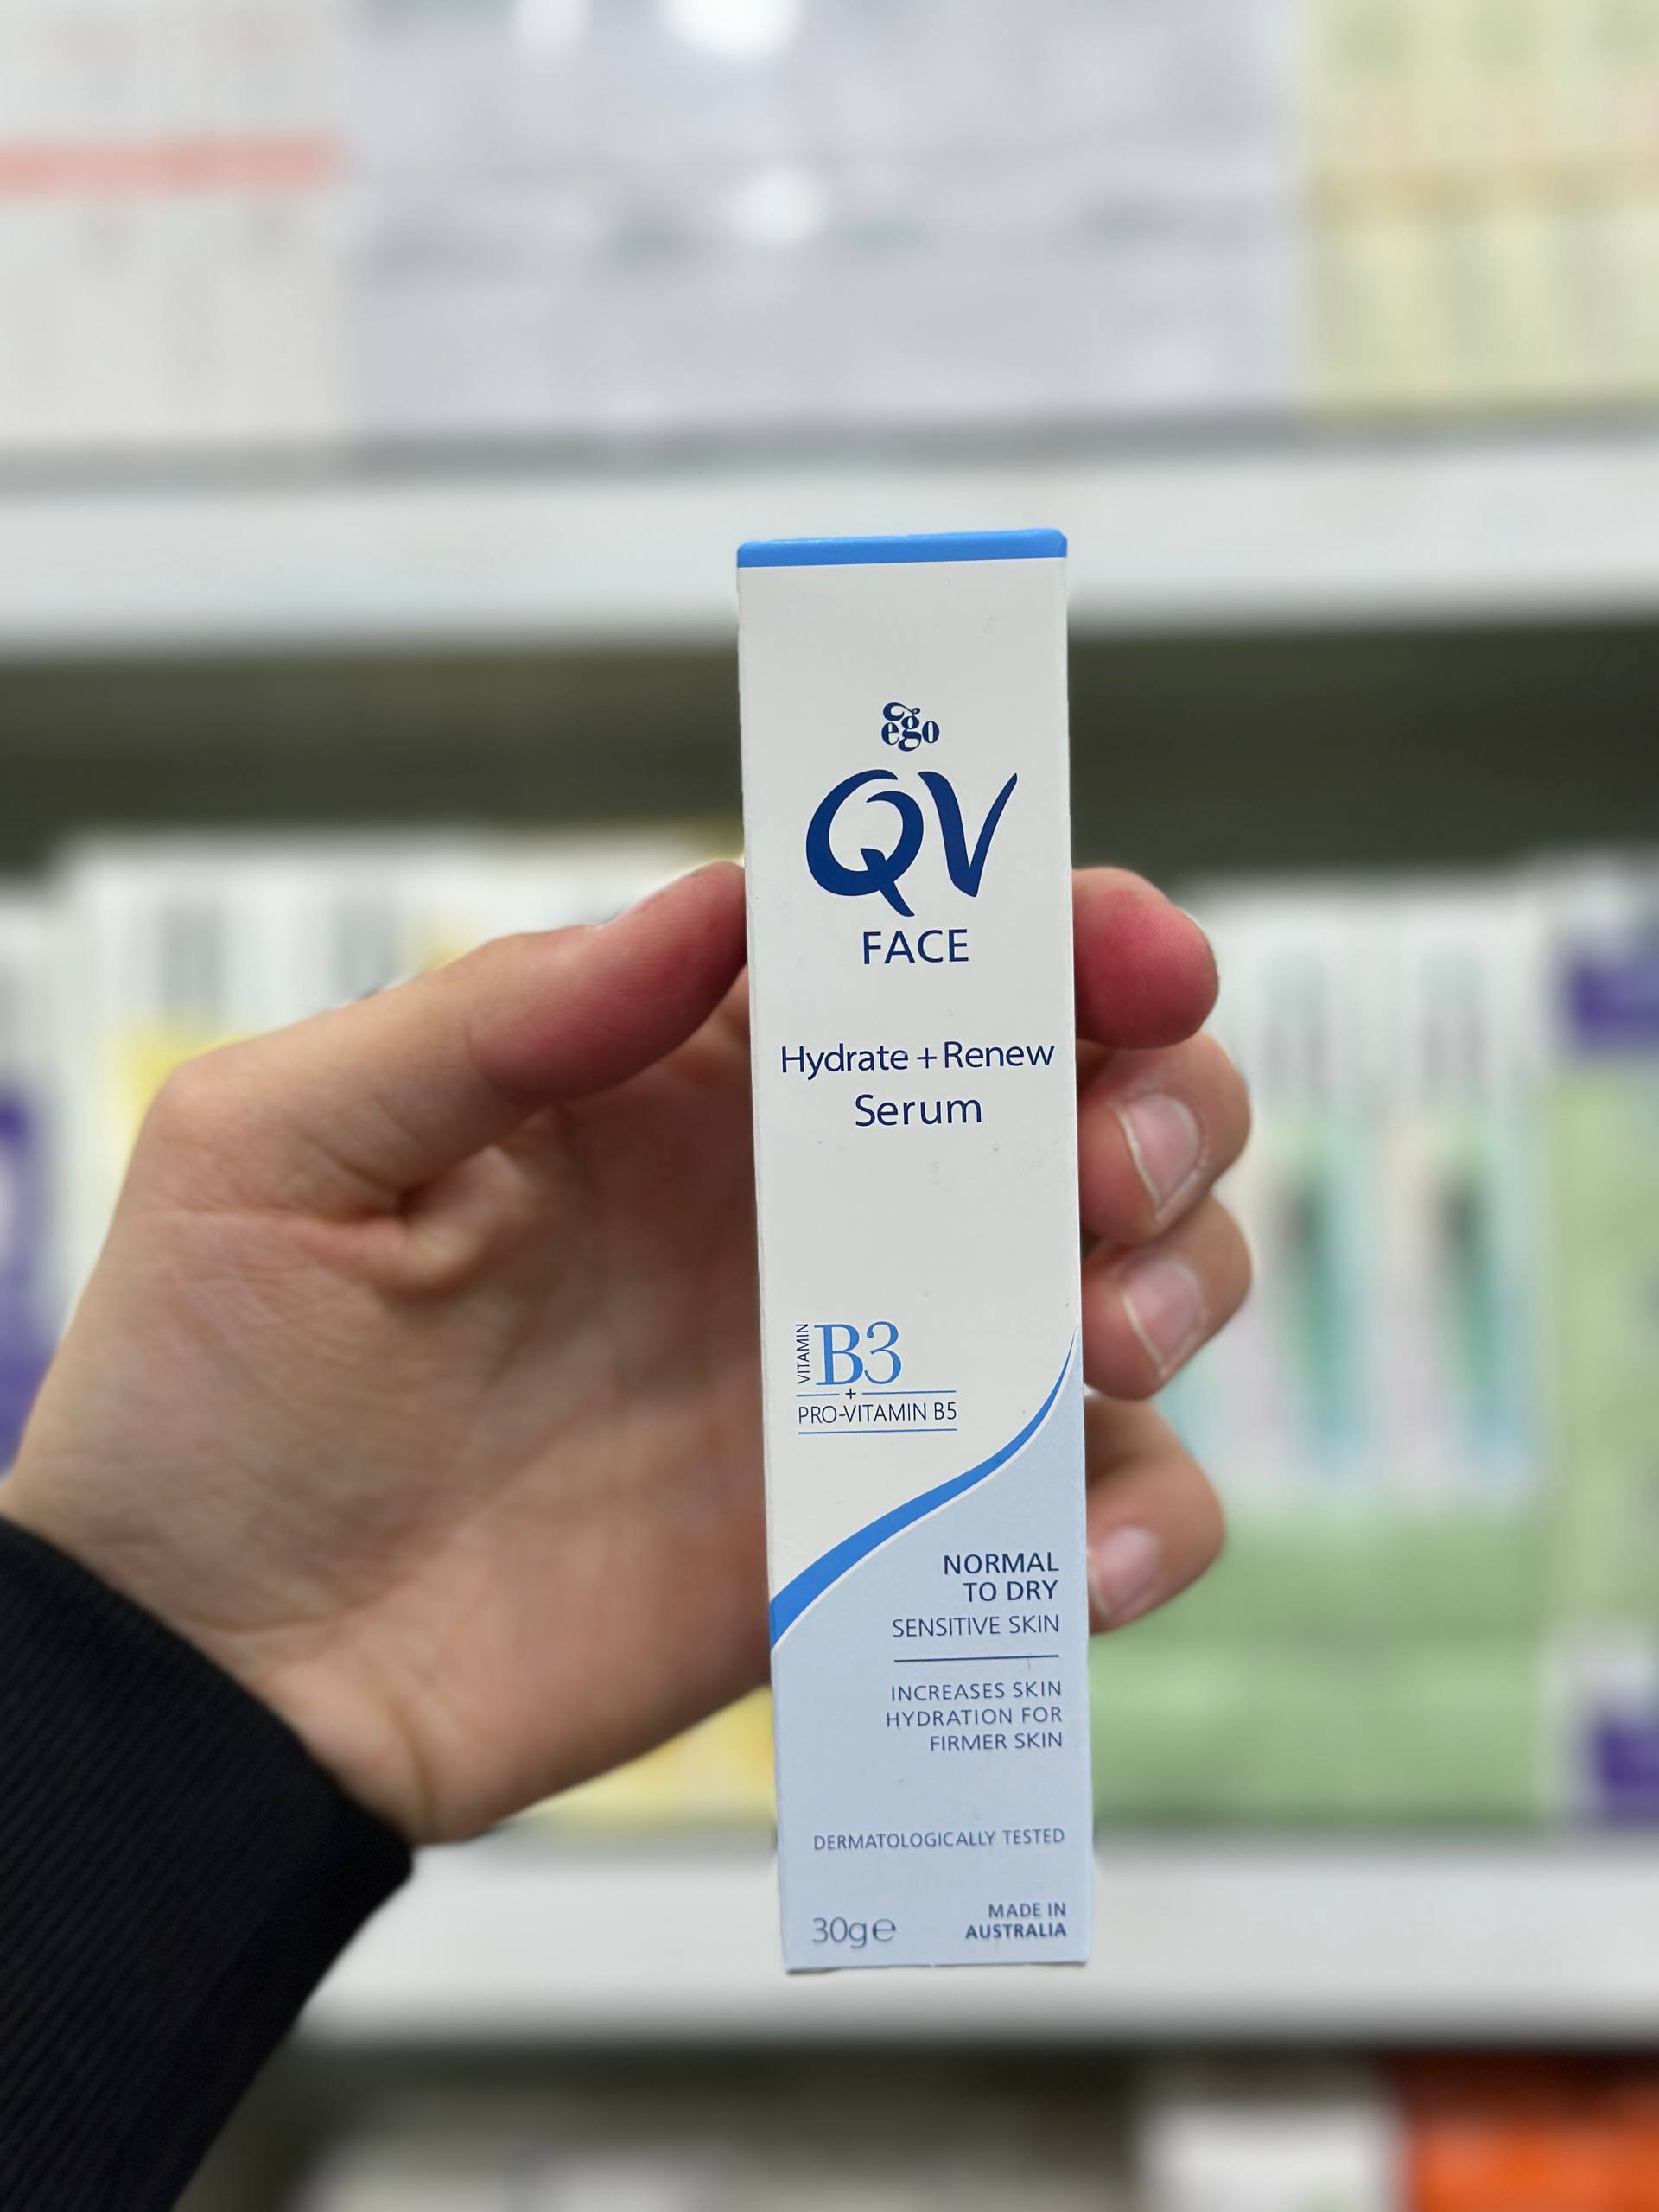 ego
QV
FACE
Hydrate + Renew
Serum
VITAMIN
B3
+
PRO-VITAMIN B5
NORMAL
TO DRY
SENSITIVE SKIN
INCREASES SKIN
HYDRATION FOR
FIRMER SKIN
DERMATOLOGICALLY TESTED
30g℮
MADE IN
AUSTRALIA